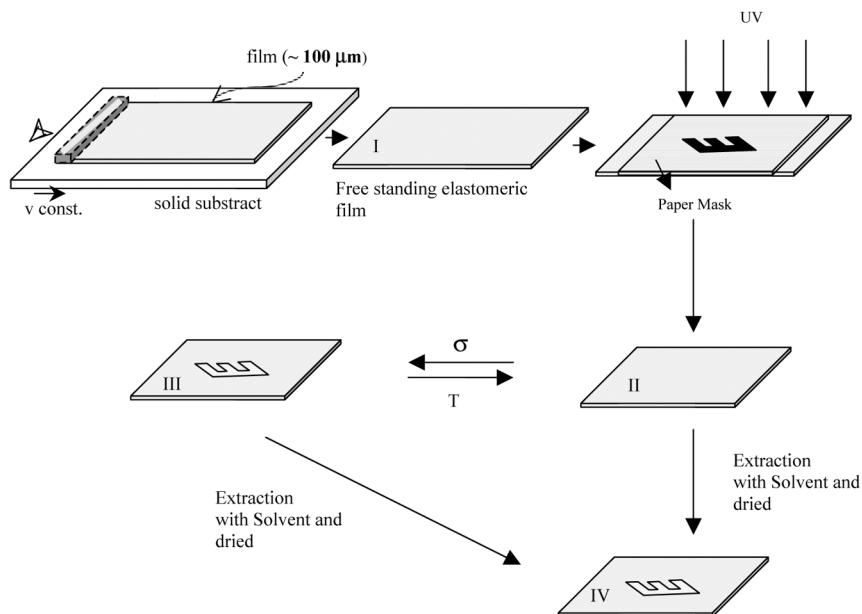 UV
film (~ 100 μm)
I
E
v const.
solid substract
Free standing elastomeric
film
Paper Mask
III
E
σ
T
II
Extraction
with Solvent and
dried
Extraction
with Solvent and
dried
IV
E